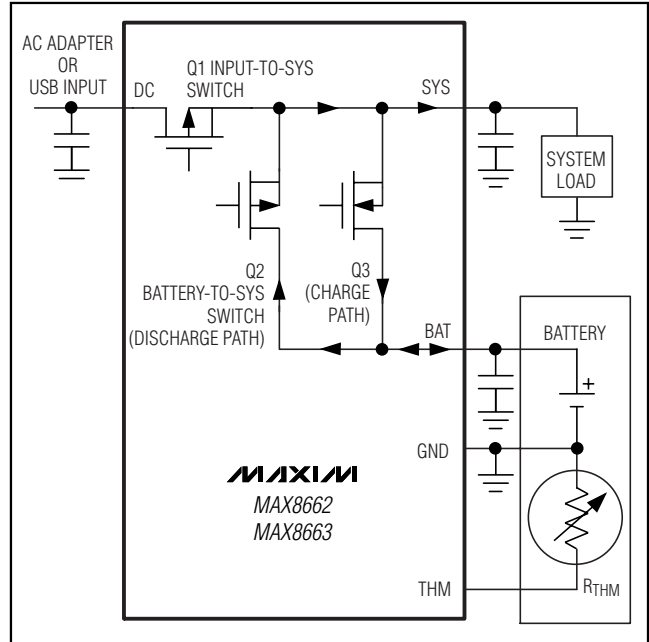 AC ADAPTER
OR
USB INPUT
DC
Q1 INPUT-TO-SYS
SWITCH
SYS
SYSTEM
LOAD
Q2
BATTERY-TO-SYS
SWITCH
(DISCHARGE PATH)
Q3
(CHARGE
PATH)
BAT
BATTERY
+
GND
MAXIM
MAX8662
MAX8663
THM
RTHM